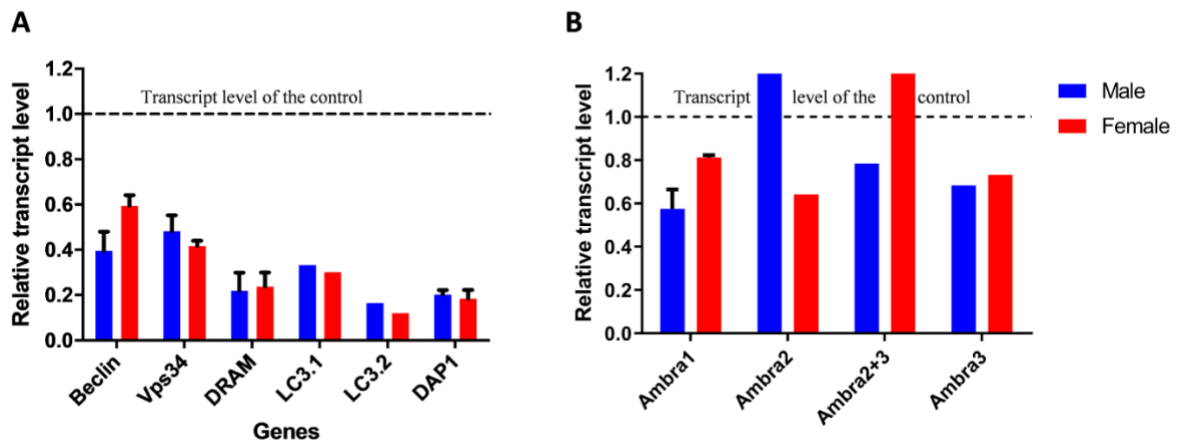 A
Relative transcript level
1.2
1.0
0.8
0.6
0.4
0.2
0.0
Transcript level of the control
Beclin
Vps34
DRAM
LC3.1
LC3.2
DAP1
Genes
B
Relative transcript level
1.2
1.0
0.8
0.6
0.4
0.2
0.0
Transcript level of the control
Ambra1
Ambra2
Ambra2+3
Ambra3
Male
Female